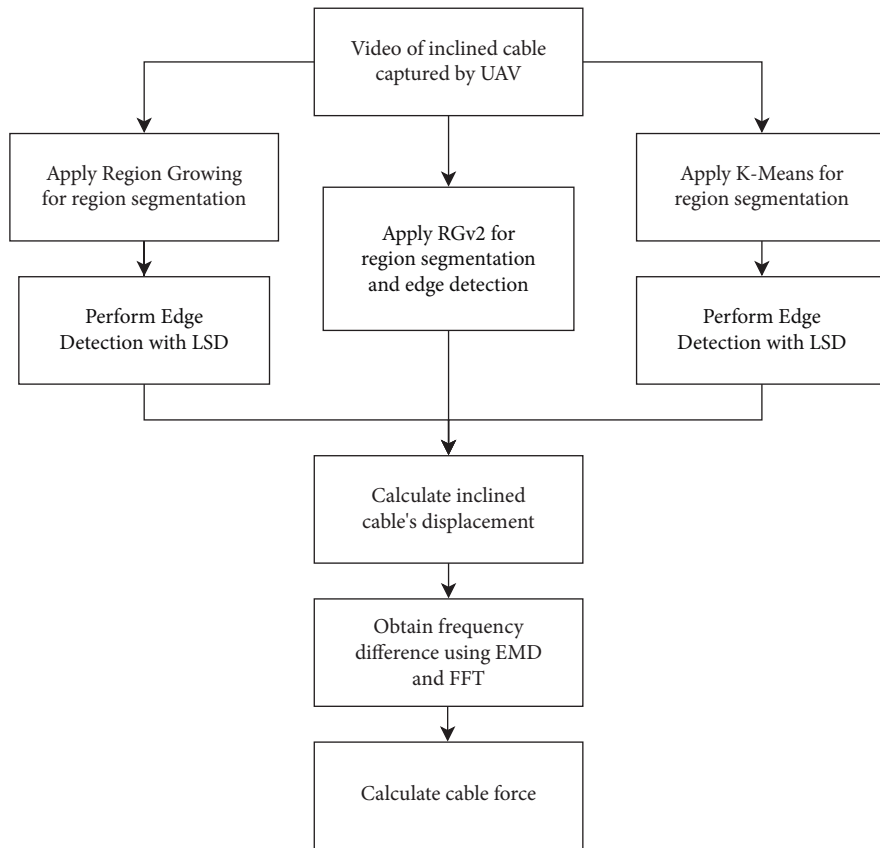 Video of inclined cable
captured by UAV
Apply Region Growing
for region segmentation
Apply RGv2 for
region segmentation
and edge detection
Apply K-Means for
region segmentation
Perform Edge
Detection with LSD
Perform Edge
Detection with LSD
Calculate inclined
cable's displacement
Obtain frequency
difference using EMD
and FFT
Calculate cable force